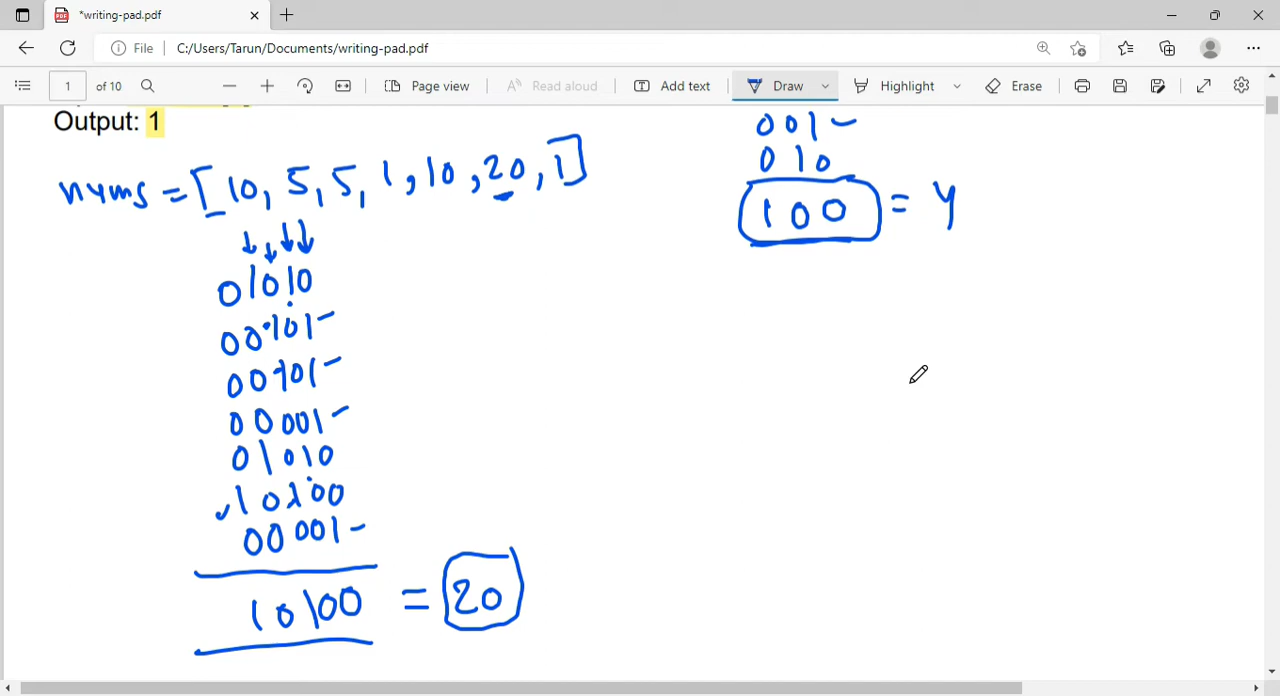 *writing-pad.pdf
File C:/Users/Tarun/Documents/writing-pad.pdf
1 of 10 Page view Read aloud Add text Draw Highlight Erase
Output: 1
nums = [10, 5, 5, 1, 10, 20, 1]
01010
00101-
00101-
00001-
01010
10100
00001-
10100 = 20
001-
010
100 = 4